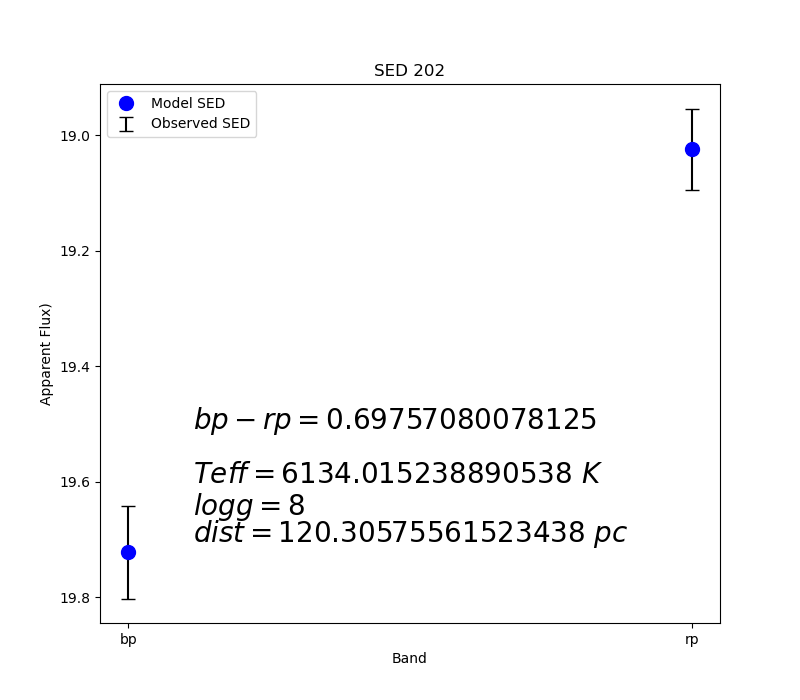 SED 202
Model SED
Observed SED
19.0
19.2
19.4
19.6
19.8
Apparent Flux)
bp − rp = 0.69757080078125
Teff = 6134.015238890538 K
logg = 8
dist = 120.30575561523438 pc
bp
rp
Band